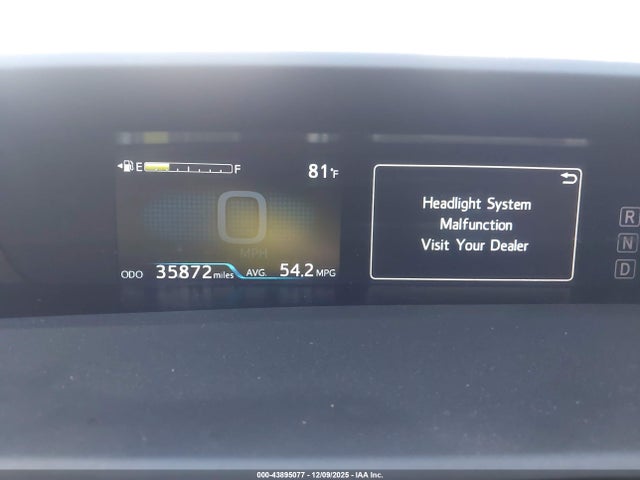 E F 81°F
0
MPH
ODO 35872 miles AVG. 54.2 MPG
Headlight System
Malfunction
Visit Your Dealer
R
N
D
000-43895077 - 12/09/2025 - IAA Inc.